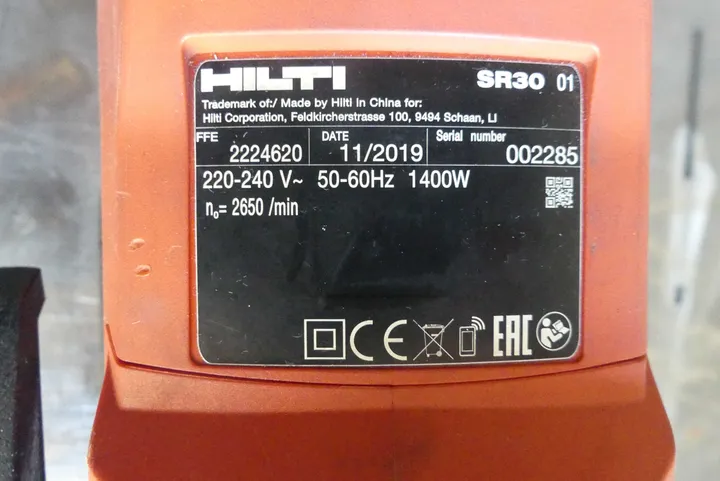 HILTI
SR30 01
Trademark of:/ Made by Hilti in China for:
Hilti Corporation, Feldkircherstrasse 100, 9494 Schaan, LI
FFE DATE Serial number
2224620 11/2019 002285
220-240 V~ 50-60Hz 1400W
n₀= 2650 /min
CE EAC